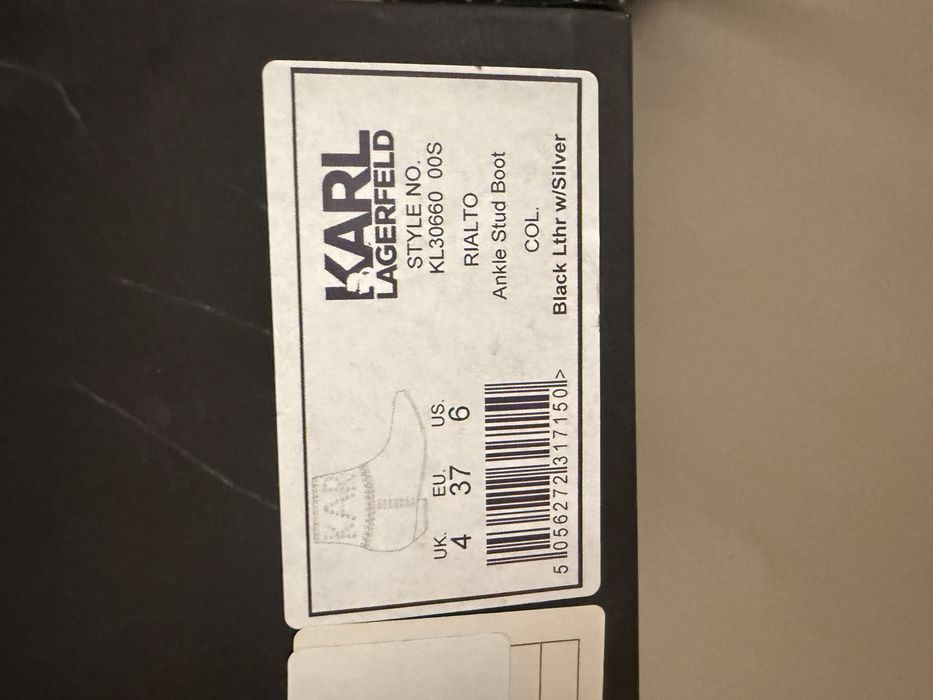 KARL
LAGERFELD
STYLE NO.
KL30660 00S
RIALTO
Ankle Stud Boot
COL.
Black Lthr w/Silver
KAR
UK. EU. US.
4 37 6
5 056272 317150 >